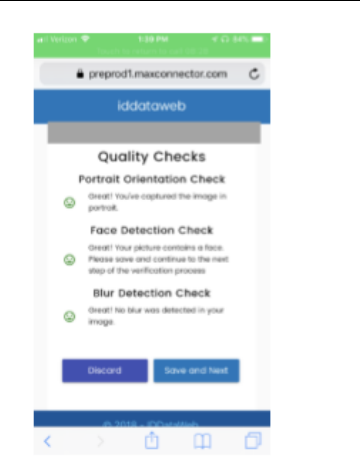 Verizon 1:59 PM 84%
preprod1.maxconnector.com
iddataweb
Quality Checks
Portrait Orientation Check
Great! You've captured the image in
portrait.
Face Detection Check
Great! Your picture contains a face.
Please save and continue to the next
step of the verification process
Blur Detection Check
Great! No blur was detected in your
image.
Discard Save and Next
© 2018 - IDDataWeb